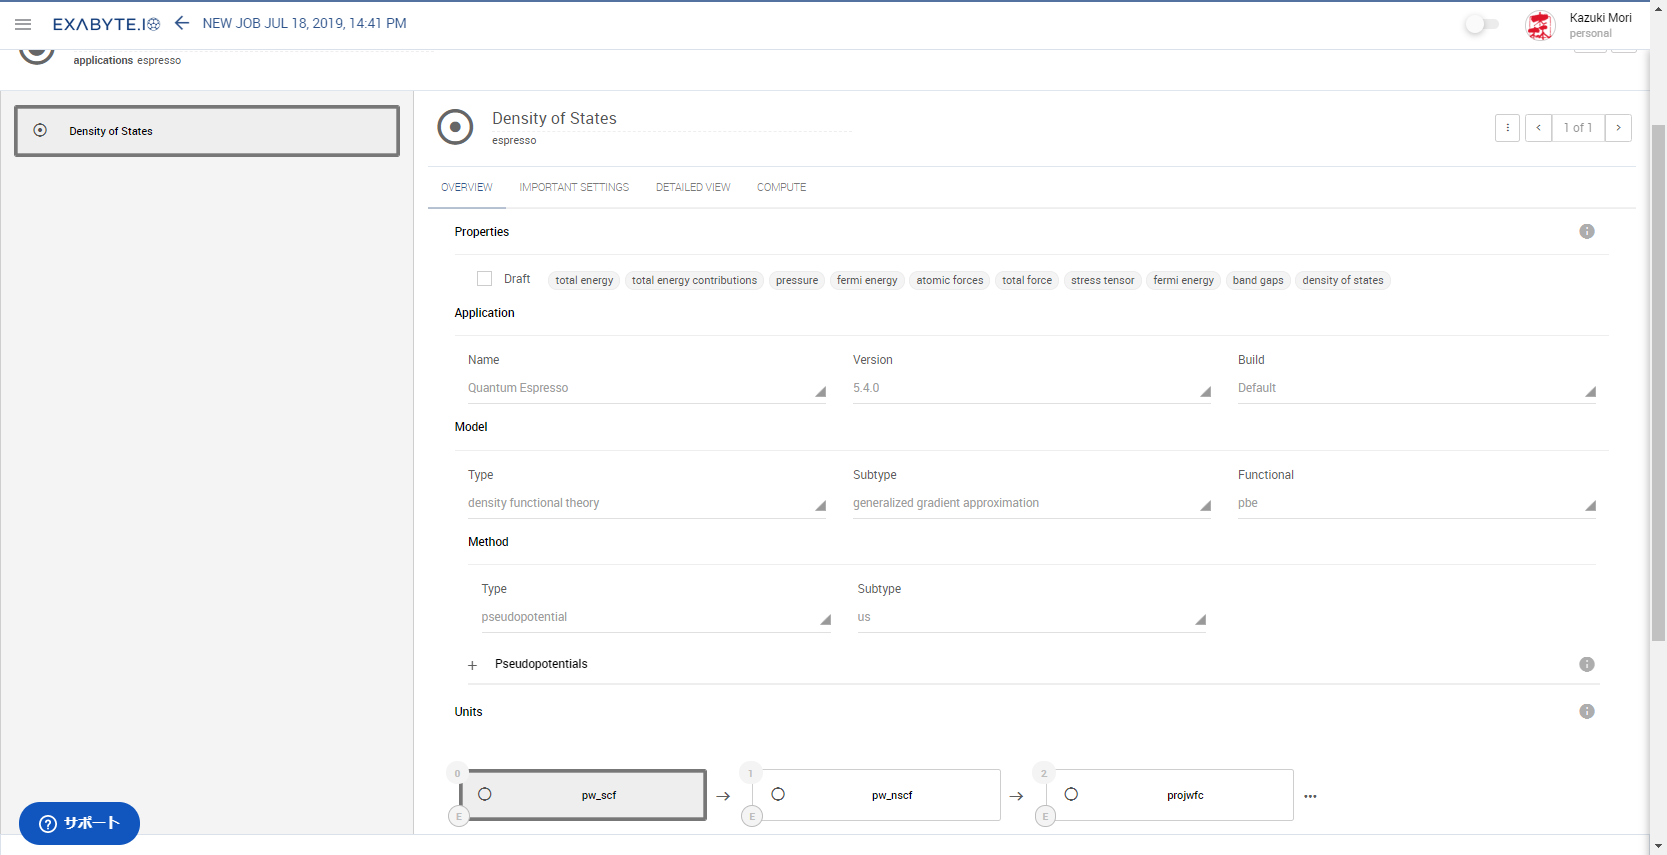 EXABYTE.IO
NEW JOB JUL 18, 2019, 14:41 PM
Kazuki Mori
personal
applications espresso
Density of States
Density of States
espresso
1 of 1
OVERVIEW IMPORTANT SETTINGS DETAILED VIEW COMPUTE
Properties
Draft total energy total energy contributions pressure fermi energy atomic forces total force stress tensor fermi energy band gaps density of states
Application
Name Version Build
Quantum Espresso 5.4.0 Default
Model
Type Subtype Functional
density functional theory generalized gradient approximation pbe
Method
Type Subtype
pseudopotential us
+ Pseudopotentials
Units
0 1 2
pw_scf → pw_nscf → projwfc ...
E E E
サポート